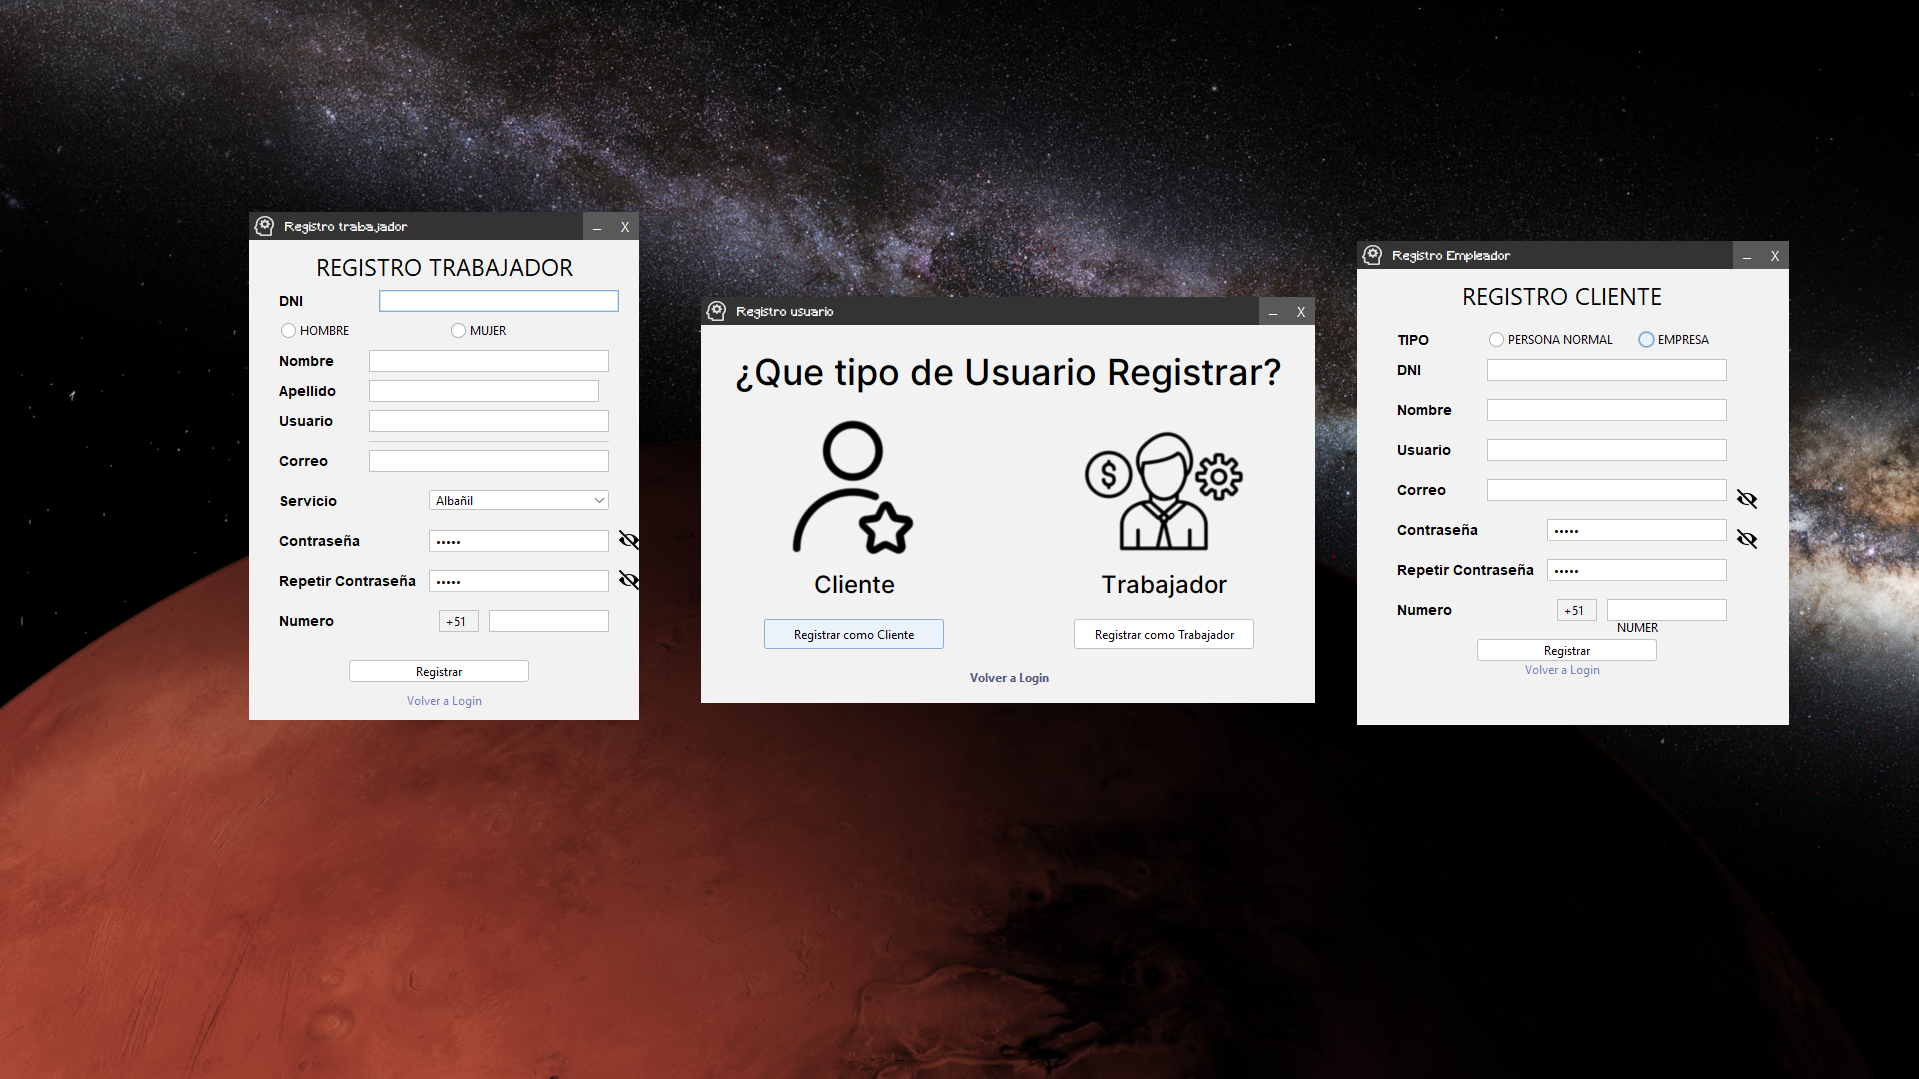 Registro trabajador
_ X
REGISTRO TRABAJADOR
DNI
HOMBRE MUJER
Nombre
Apellido
Usuario
Correo
Servicio Albañil
Contraseña •••••
Repetir Contraseña •••••
Numero +51
Registrar
Volver a Login
Registro usuario
_ X
¿Que tipo de Usuario Registrar?
$
Cliente Trabajador
Registrar como Cliente Registrar como Trabajador
Volver a Login
Registro Empleador
_ X
REGISTRO CLIENTE
TIPO PERSONA NORMAL EMPRESA
DNI
Nombre
Usuario
Correo
Contraseña •••••
Repetir Contraseña •••••
Numero +51
NUMER
Registrar
Volver a Login